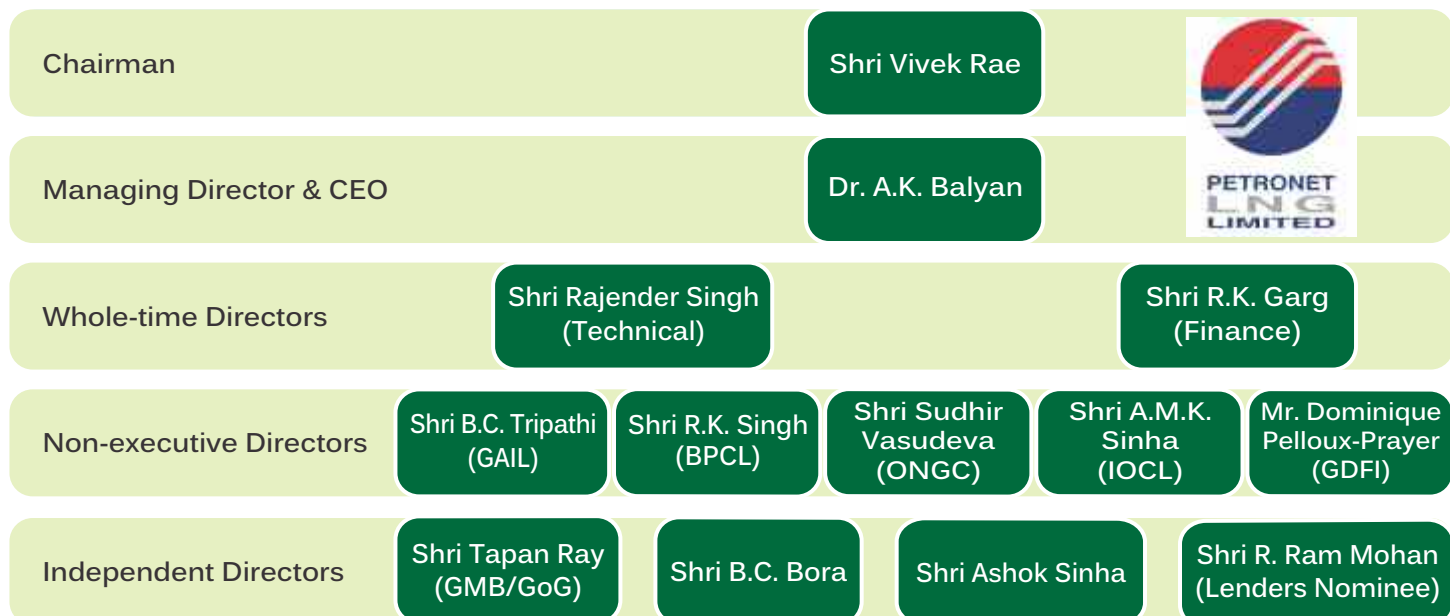 Chairman
Shri Vivek Rae
PETRONET
LNG
LIMITED
Managing Director & CEO
Dr. A.K. Balyan
Whole-time Directors
Shri Rajender Singh
(Technical)
Shri R.K. Garg
(Finance)
Non-executive Directors
Shri B.C. Tripathi
(GAIL)
Shri R.K. Singh
(BPCL)
Shri Sudhir
Vasudeva
(ONGC)
Shri A.M.K.
Sinha
(IOCL)
Mr. Dominique
Pelloux-Prayer
(GDFI)
Independent Directors
Shri Tapan Ray
(GMB/GoG)
Shri B.C. Bora
Shri Ashok Sinha
Shri R. Ram Mohan
(Lenders Nominee)